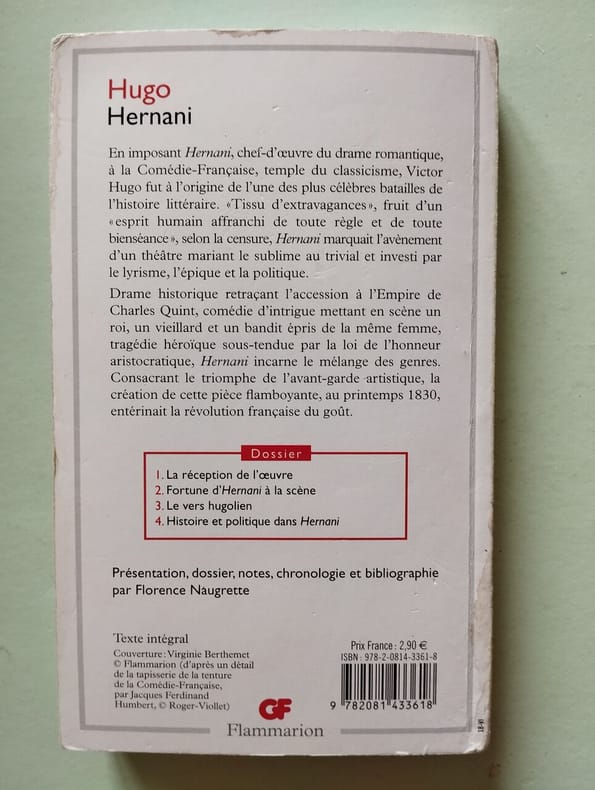 Hugo
Hernani
En imposant Hernani, chef-d'œuvre du drame romantique,
à la Comédie-Française, temple du classicisme, Victor
Hugo fut à l'origine de l'une des plus célèbres batailles de
l'histoire littéraire. «Tissu d'extravagances», fruit d'un
«esprit humain affranchi de toute règle et de toute
bienséance», selon la censure, Hernani marquait l'avènement
d'un théâtre mariant le sublime au trivial et investi par
le lyrisme, l'épique et la politique.
Drame historique retraçant l'accession à l'Empire de
Charles Quint, comédie d'intrigue mettant en scène un
roi, un vieillard et un bandit épris de la même femme,
tragédie héroïque sous-tendue par la loi de l'honneur
aristocratique, Hernani incarne le mélange des genres.
Consacrant le triomphe de l'avant-garde artistique, la
création de cette pièce flamboyante, au printemps 1830,
entérinait la révolution française du goût.
Dossier
1. La réception de l'œuvre
2. Fortune d'Hernani à la scène
3. Le vers hugolien
4. Histoire et politique dans Hernani
Présentation, dossier, notes, chronologie et bibliographie
par Florence Naugrette
Texte intégral
Couverture : Virginie Berthemet
© Flammarion (d'après un détail
de la tapisserie de la tenture
de la Comédie-Française,
par Jacques Ferdinand
Humbert, © Roger-Viollet)
GF
Flammarion
Prix France : 2,90 €
ISBN : 978-2-0814-3361-8
9 782081 433618
18-VI